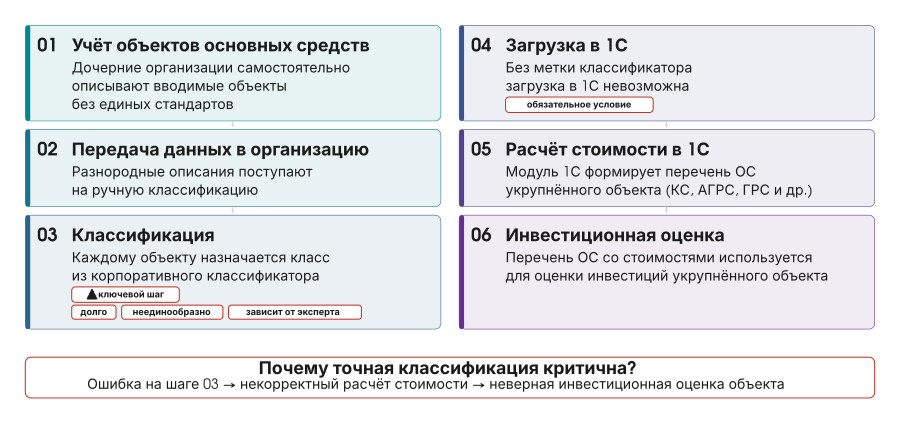 01 Учёт объектов основных средств
Дочерние организации самостоятельно
описывают вводимые объекты
без единых стандартов
02 Передача данных в организацию
Разнородные описания поступают
на ручную классификацию
03 Классификация
Каждому объекту назначается класс
из корпоративного классификатора
▲ключевой шаг
долго неединообразно зависит от эксперта
04 Загрузка в 1С
Без метки классификатора
загрузка в 1С невозможна
обязательное условие
05 Расчёт стоимости в 1С
Модуль 1С формирует перечень ОС
укрупнённого объекта (КС, АГРС, ГРС и др.)
06 Инвестиционная оценка
Перечень ОС со стоимостями используется
для оценки инвестиций укрупнённого объекта
Почему точная классификация критична?
Ошибка на шаге 03 → некорректный расчёт стоимости → неверная инвестиционная оценка объекта